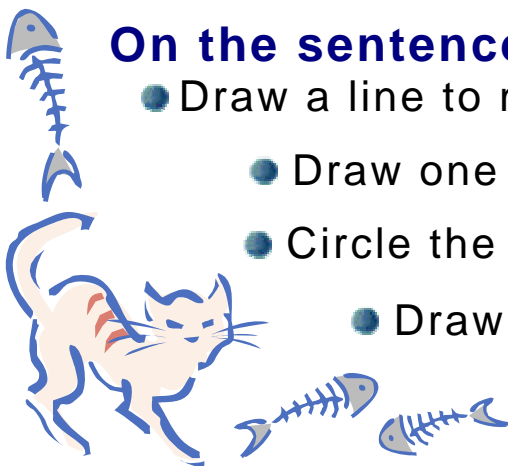 On the sentence
Draw a line to
Draw one
Circle the
Draw